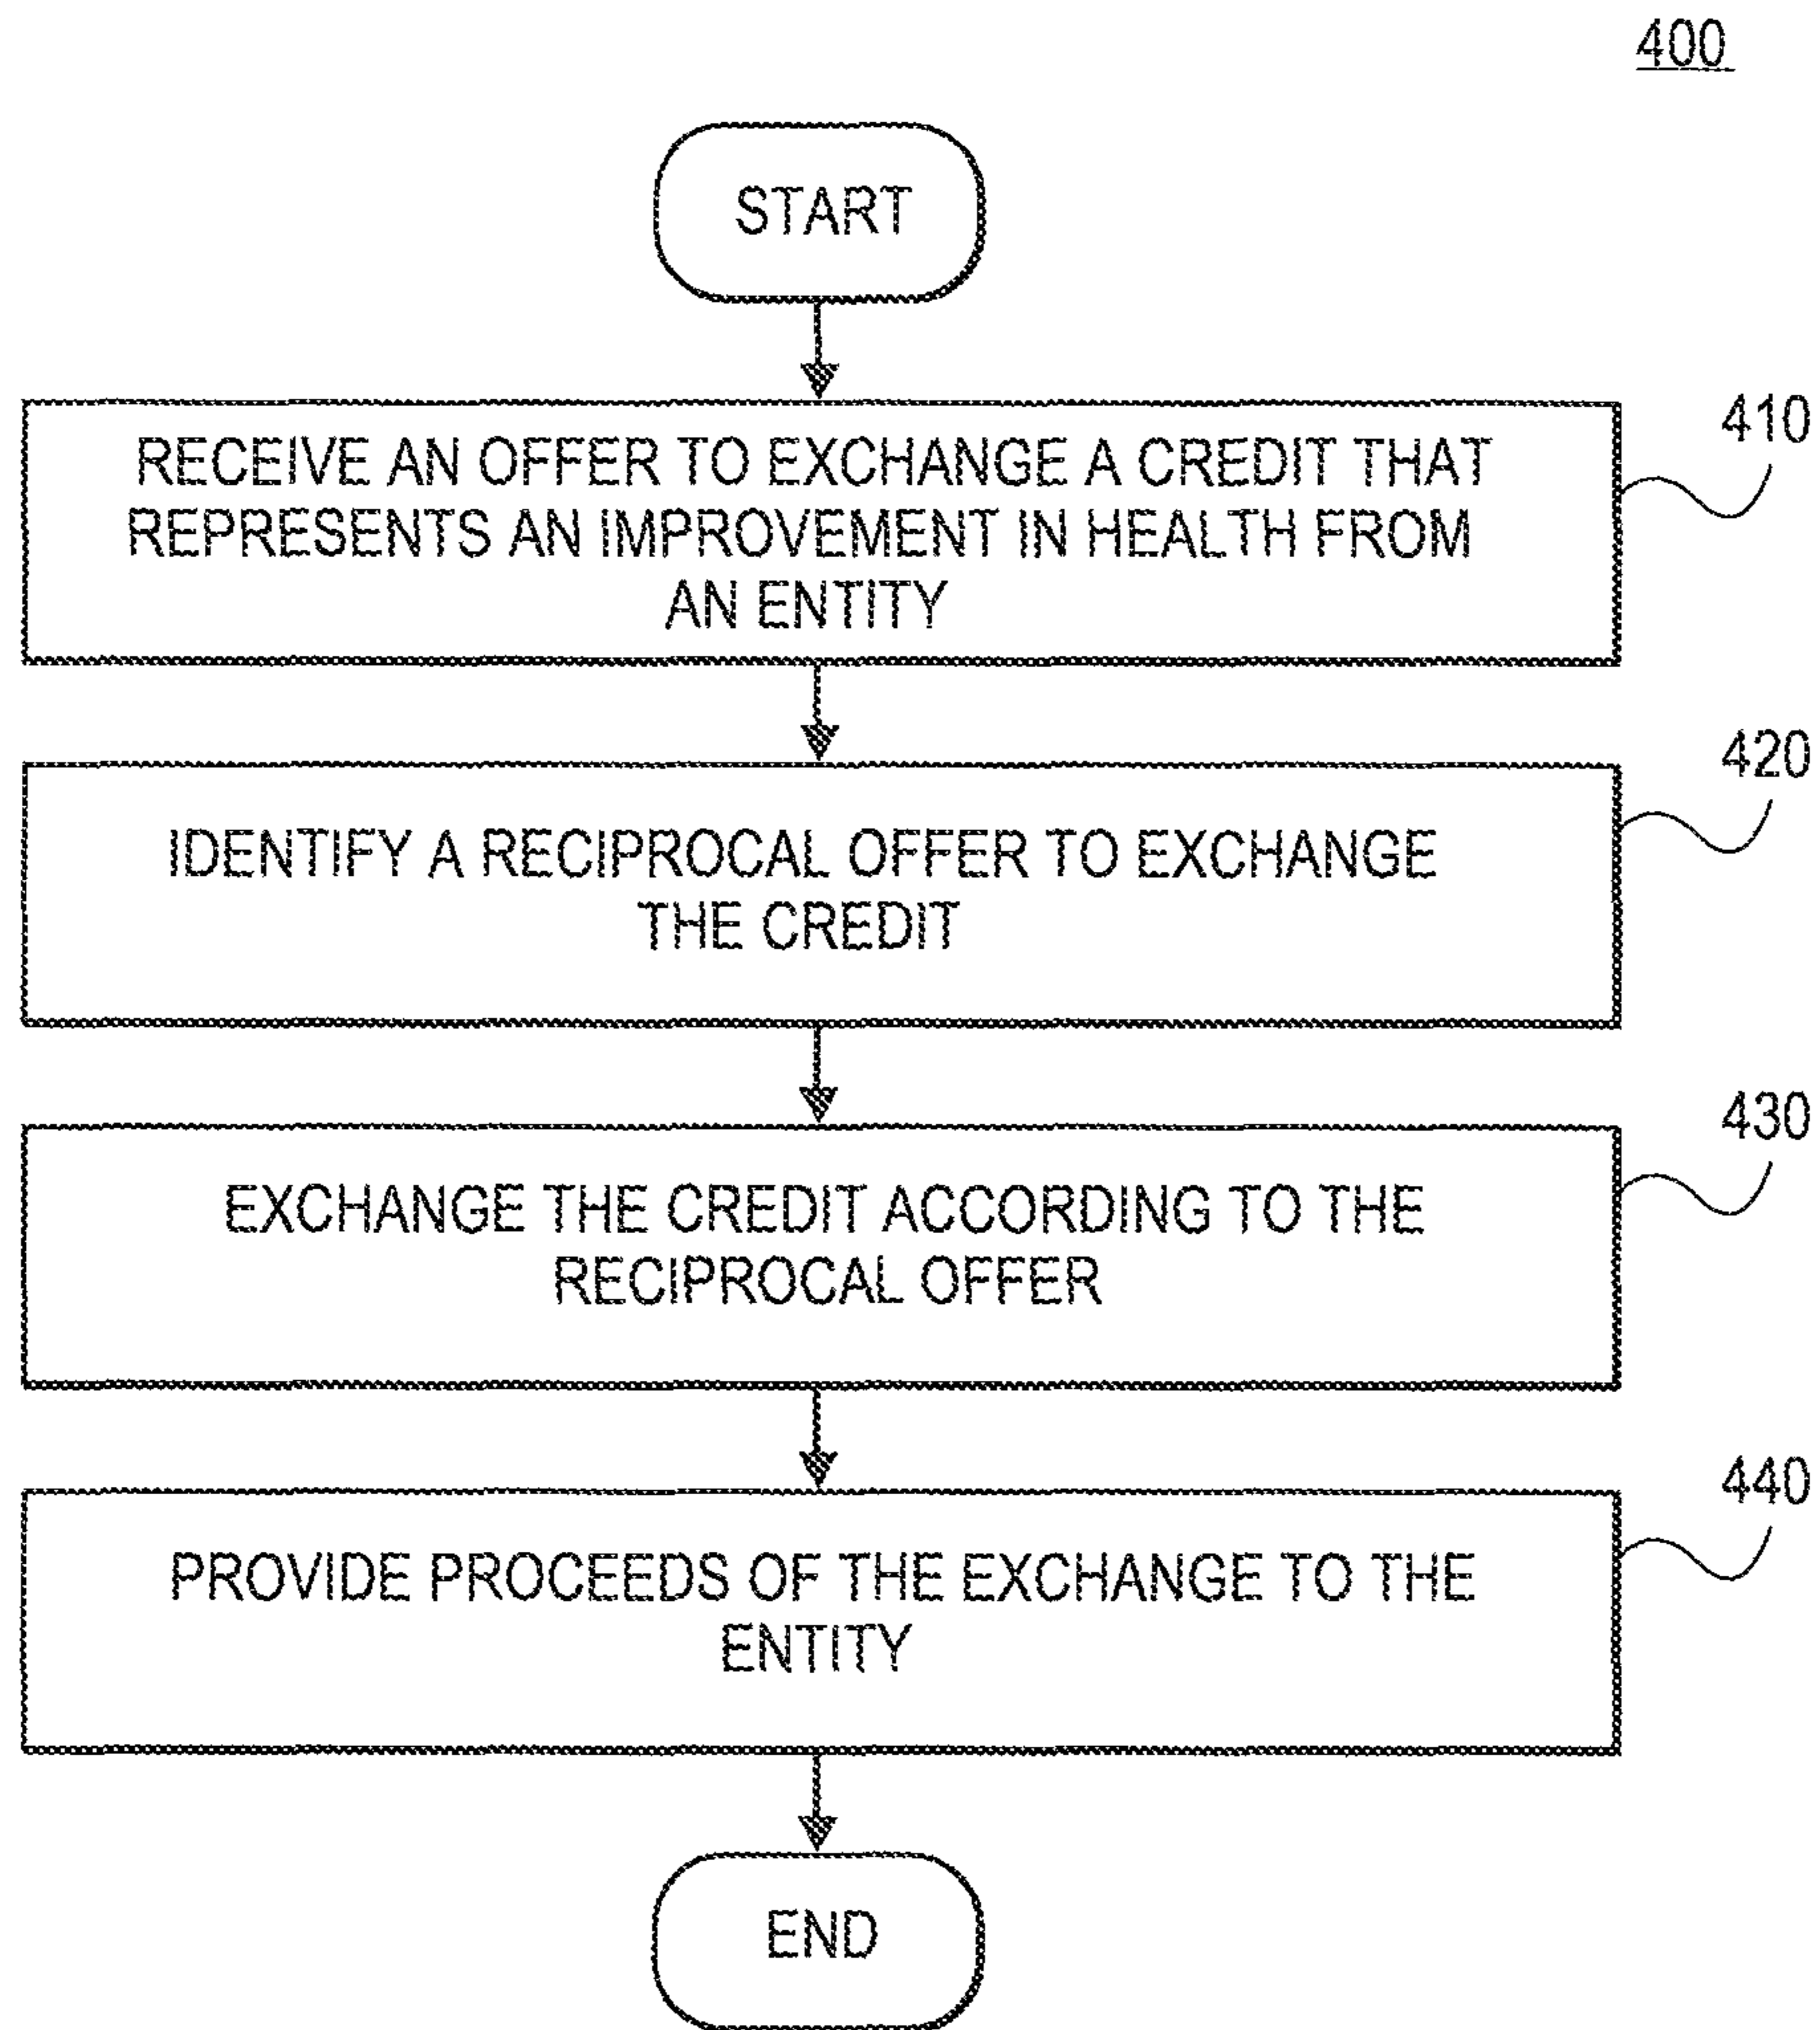 400
START
RECEIVE AN OFFER TO EXCHANGE A CREDIT THAT
REPRESENTS AN IMPROVEMENT IN HEALTH FROM
AN ENTITY
410
IDENTIFY A RECIPROCAL OFFER TO EXCHANGE
THE CREDIT
420
EXCHANGE THE CREDIT ACCORDING TO THE
RECIPROCAL OFFER
430
PROVIDE PROCEEDS OF THE EXCHANGE TO THE
ENTITY
440
END